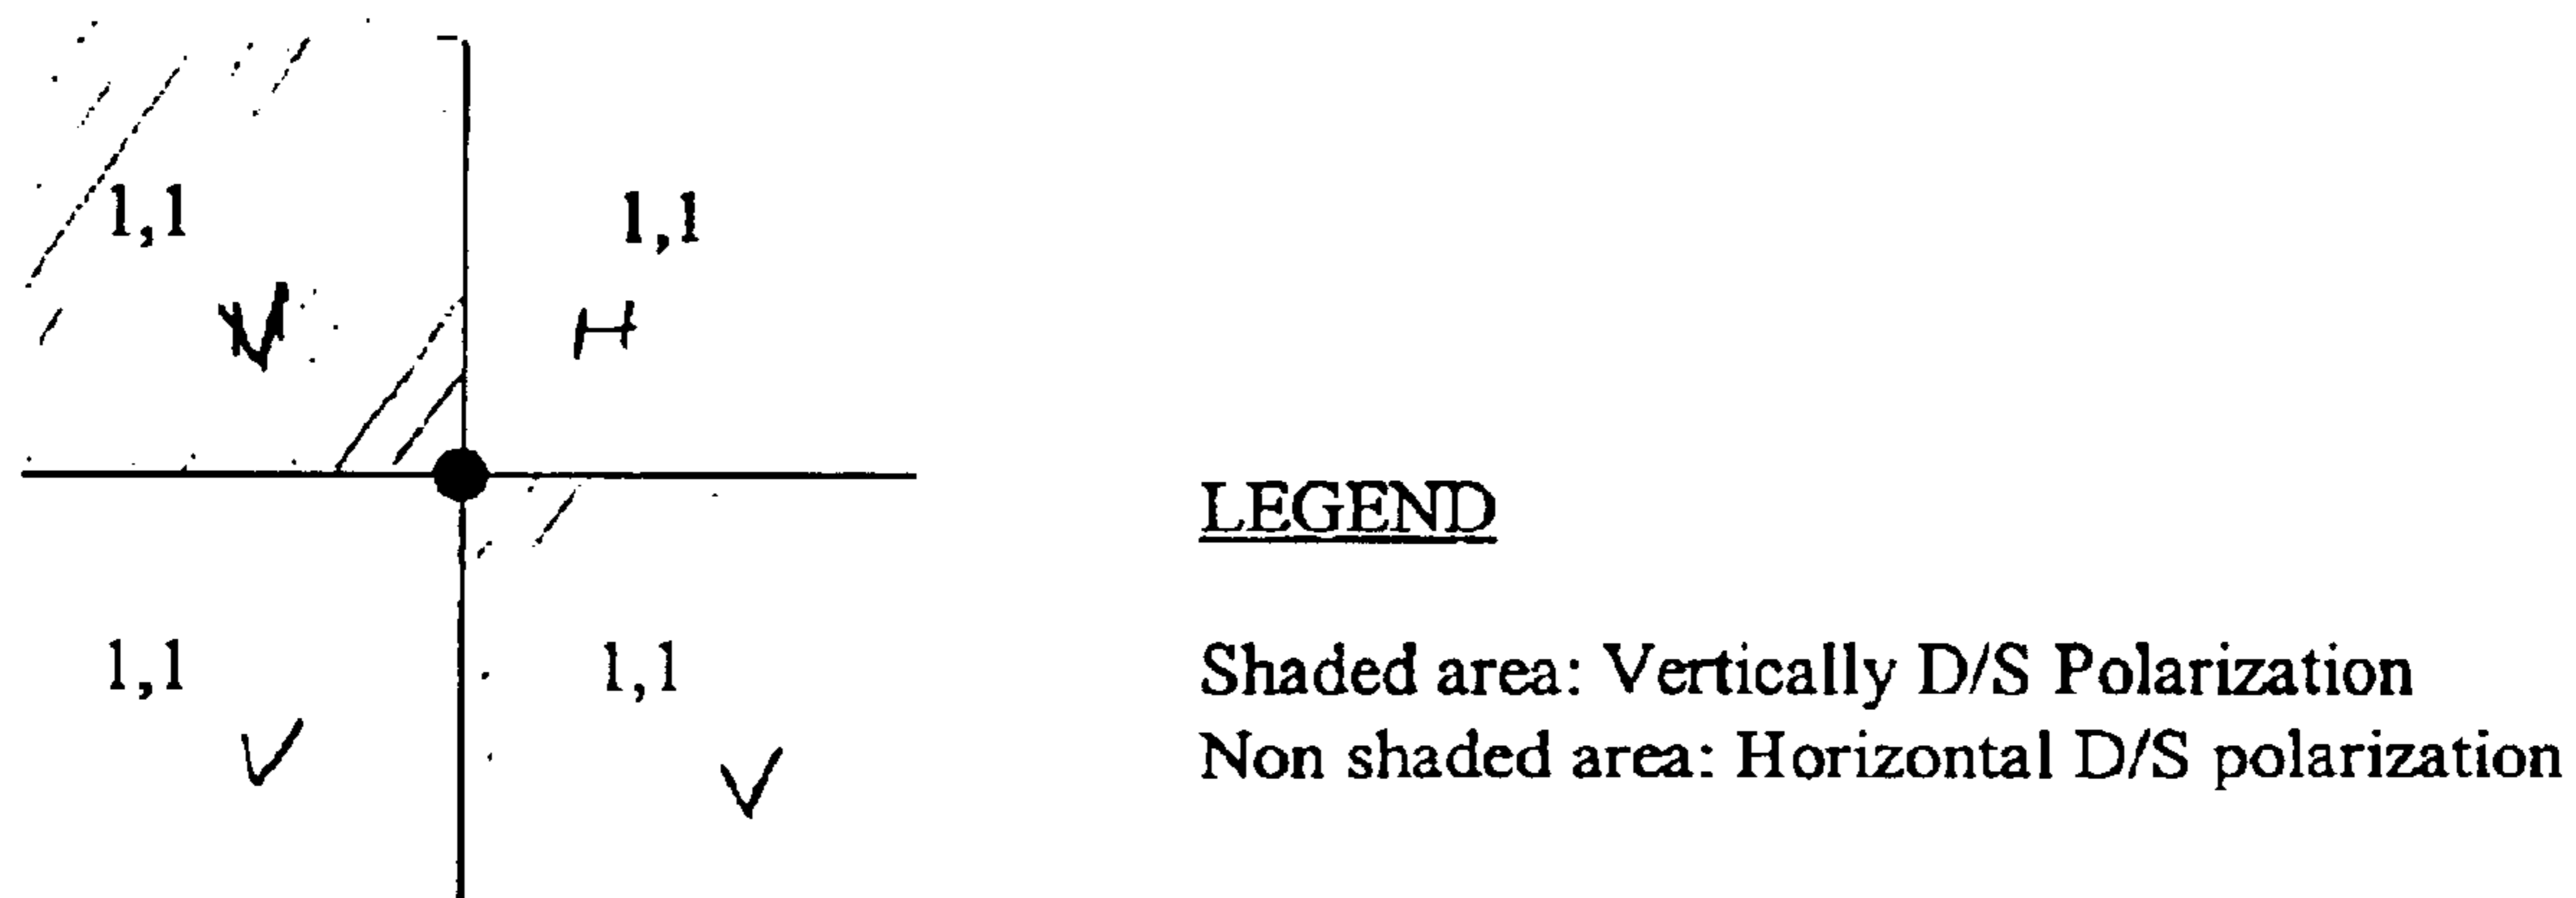 1,1 1,1
V H
LEGEND
1,1 1,1
V V
Shaded area: Vertically D/S Polarization
Non shaded area: Horizontal D/S polarization